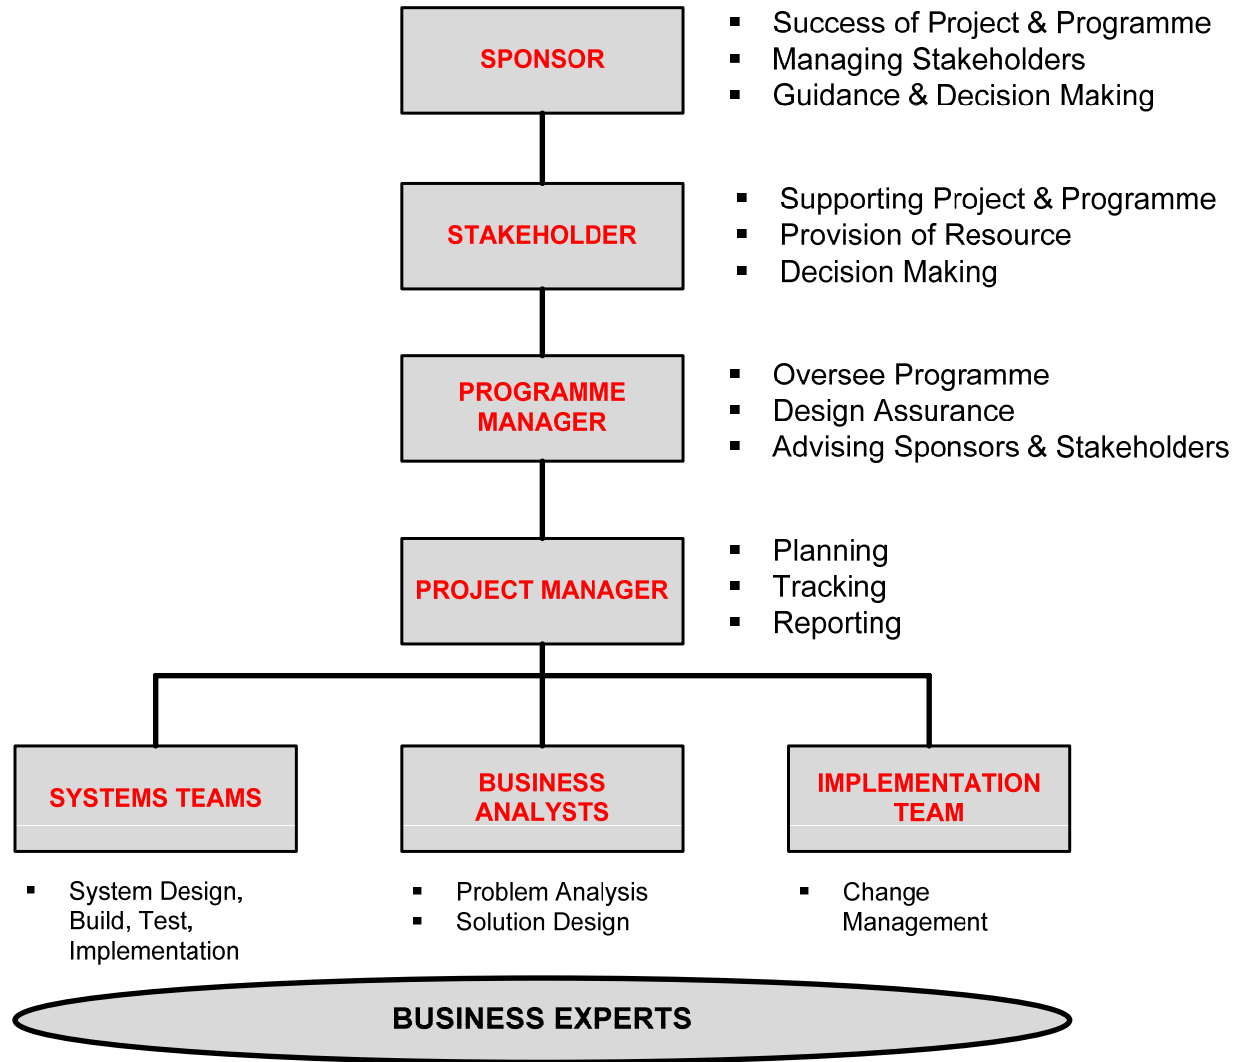 SPONSOR
▪ Success of Project & Programme
▪ Managing Stakeholders
▪ Guidance & Decision Making
STAKEHOLDER
▪ Supporting Project & Programme
▪ Provision of Resource
▪ Decision Making
PROGRAMME
MANAGER
▪ Oversee Programme
▪ Design Assurance
▪ Advising Sponsors & Stakeholders
PROJECT MANAGER
▪ Planning
▪ Tracking
▪ Reporting
SYSTEMS TEAMS
▪ System Design,
Build, Test,
Implementation
BUSINESS
ANALYSTS
▪ Problem Analysis
▪ Solution Design
IMPLEMENTATION
TEAM
▪ Change
Management
BUSINESS EXPERTS